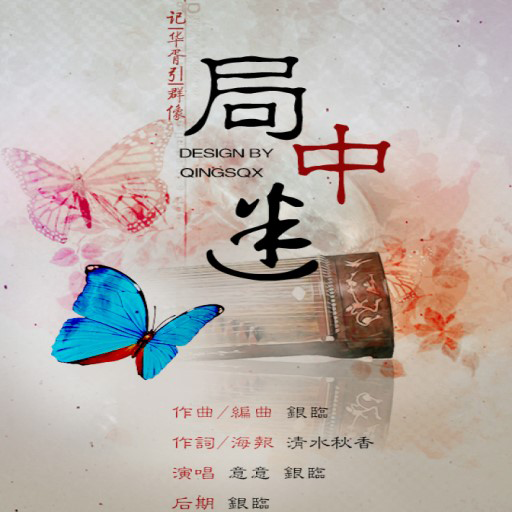 记华胥引群像
局中迷
DESIGN BY
QINGSQX
作曲/編曲 銀臨
作詞/海報 清水秋香
演唱 意意 銀臨
后期 銀臨